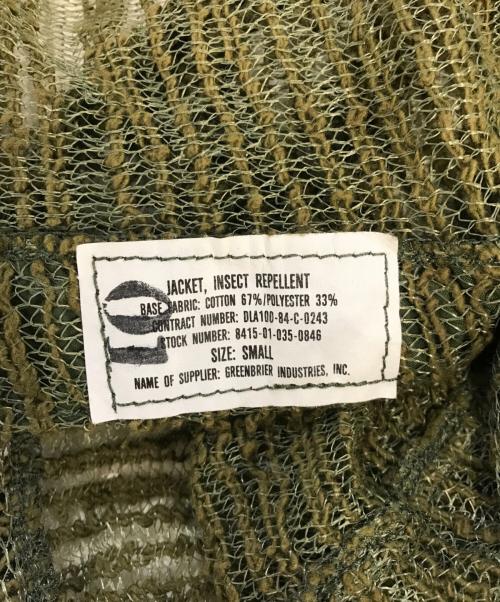 JACKET, INSECT REPELLENT
BASE FABRIC: COTTON 67%/POLYESTER 33%
CONTRACT NUMBER: DLA100-84-C-0243
STOCK NUMBER: 8415-01-035-0846
SIZE: SMALL
NAME OF SUPPLIER: GREENBRIER INDUSTRIES, INC.